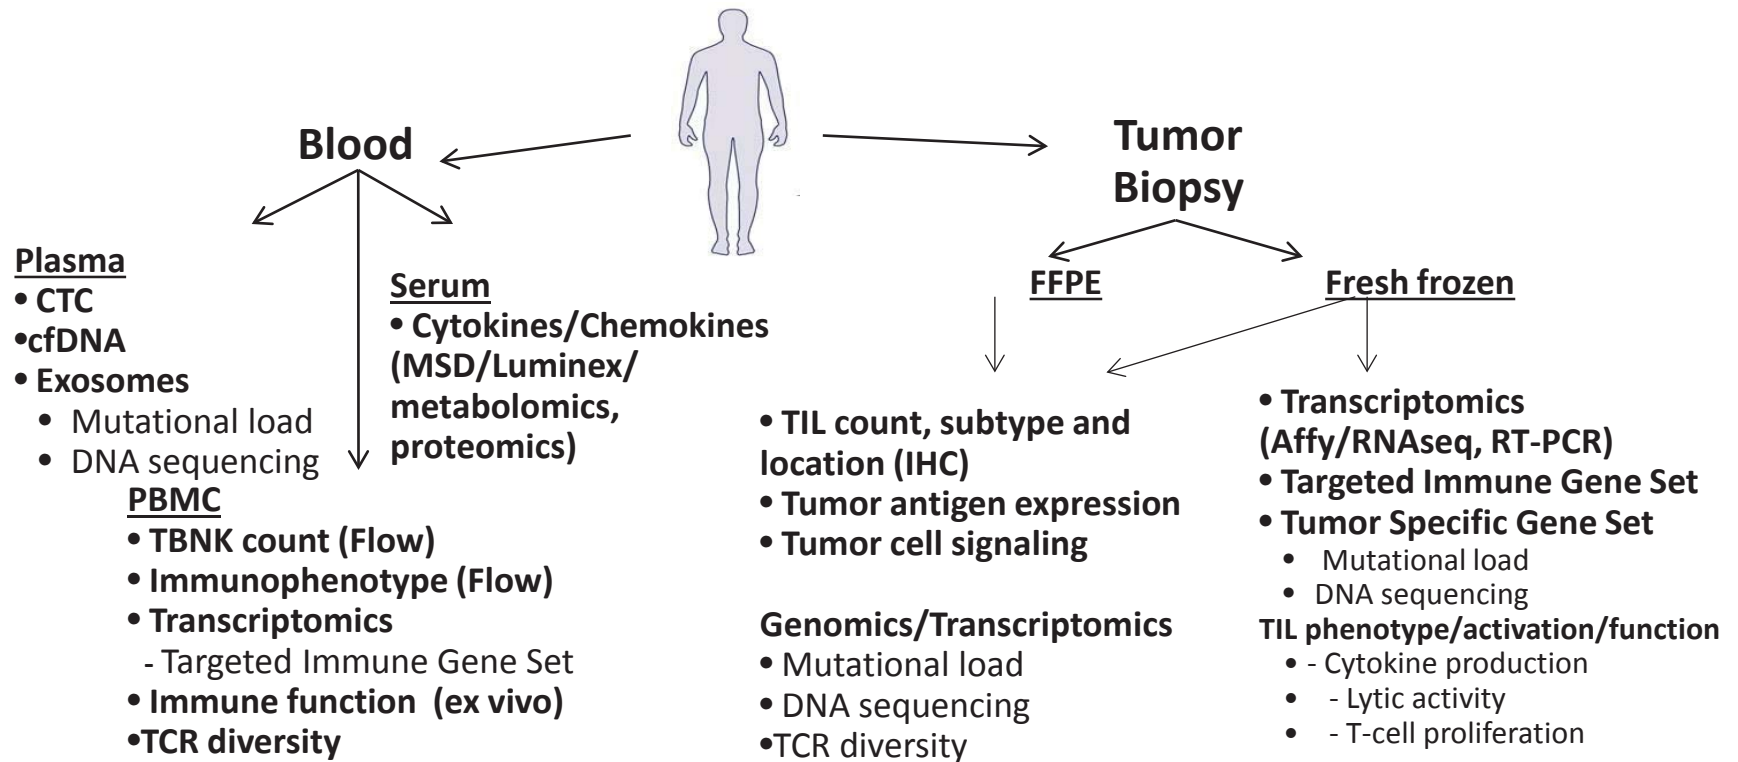 Blood
Plasma
• CTC
•cfDNA
• Exosomes
• Mutational load
• DNA sequencing
Serum
• Cytokines/Chemokines
(MSD/Luminex/
metabolomics,
proteomics)
PBMC
• TBNK count (Flow)
• Immunophenotype (Flow)
• Transcriptomics
- Targeted Immune Gene Set
• Immune function (ex vivo)
•TCR diversity
Tumor
Biopsy
FFPE
• TIL count, subtype and
location (IHC)
• Tumor antigen expression
• Tumor cell signaling
Genomics/Transcriptomics
• Mutational load
• DNA sequencing
•TCR diversity
Fresh frozen
• Transcriptomics
(Affy/RNAseq, RT-PCR)
• Targeted Immune Gene Set
• Tumor Specific Gene Set
• Mutational load
• DNA sequencing
TIL phenotype/activation/function
• - Cytokine production
• - Lytic activity
• - T-cell proliferation